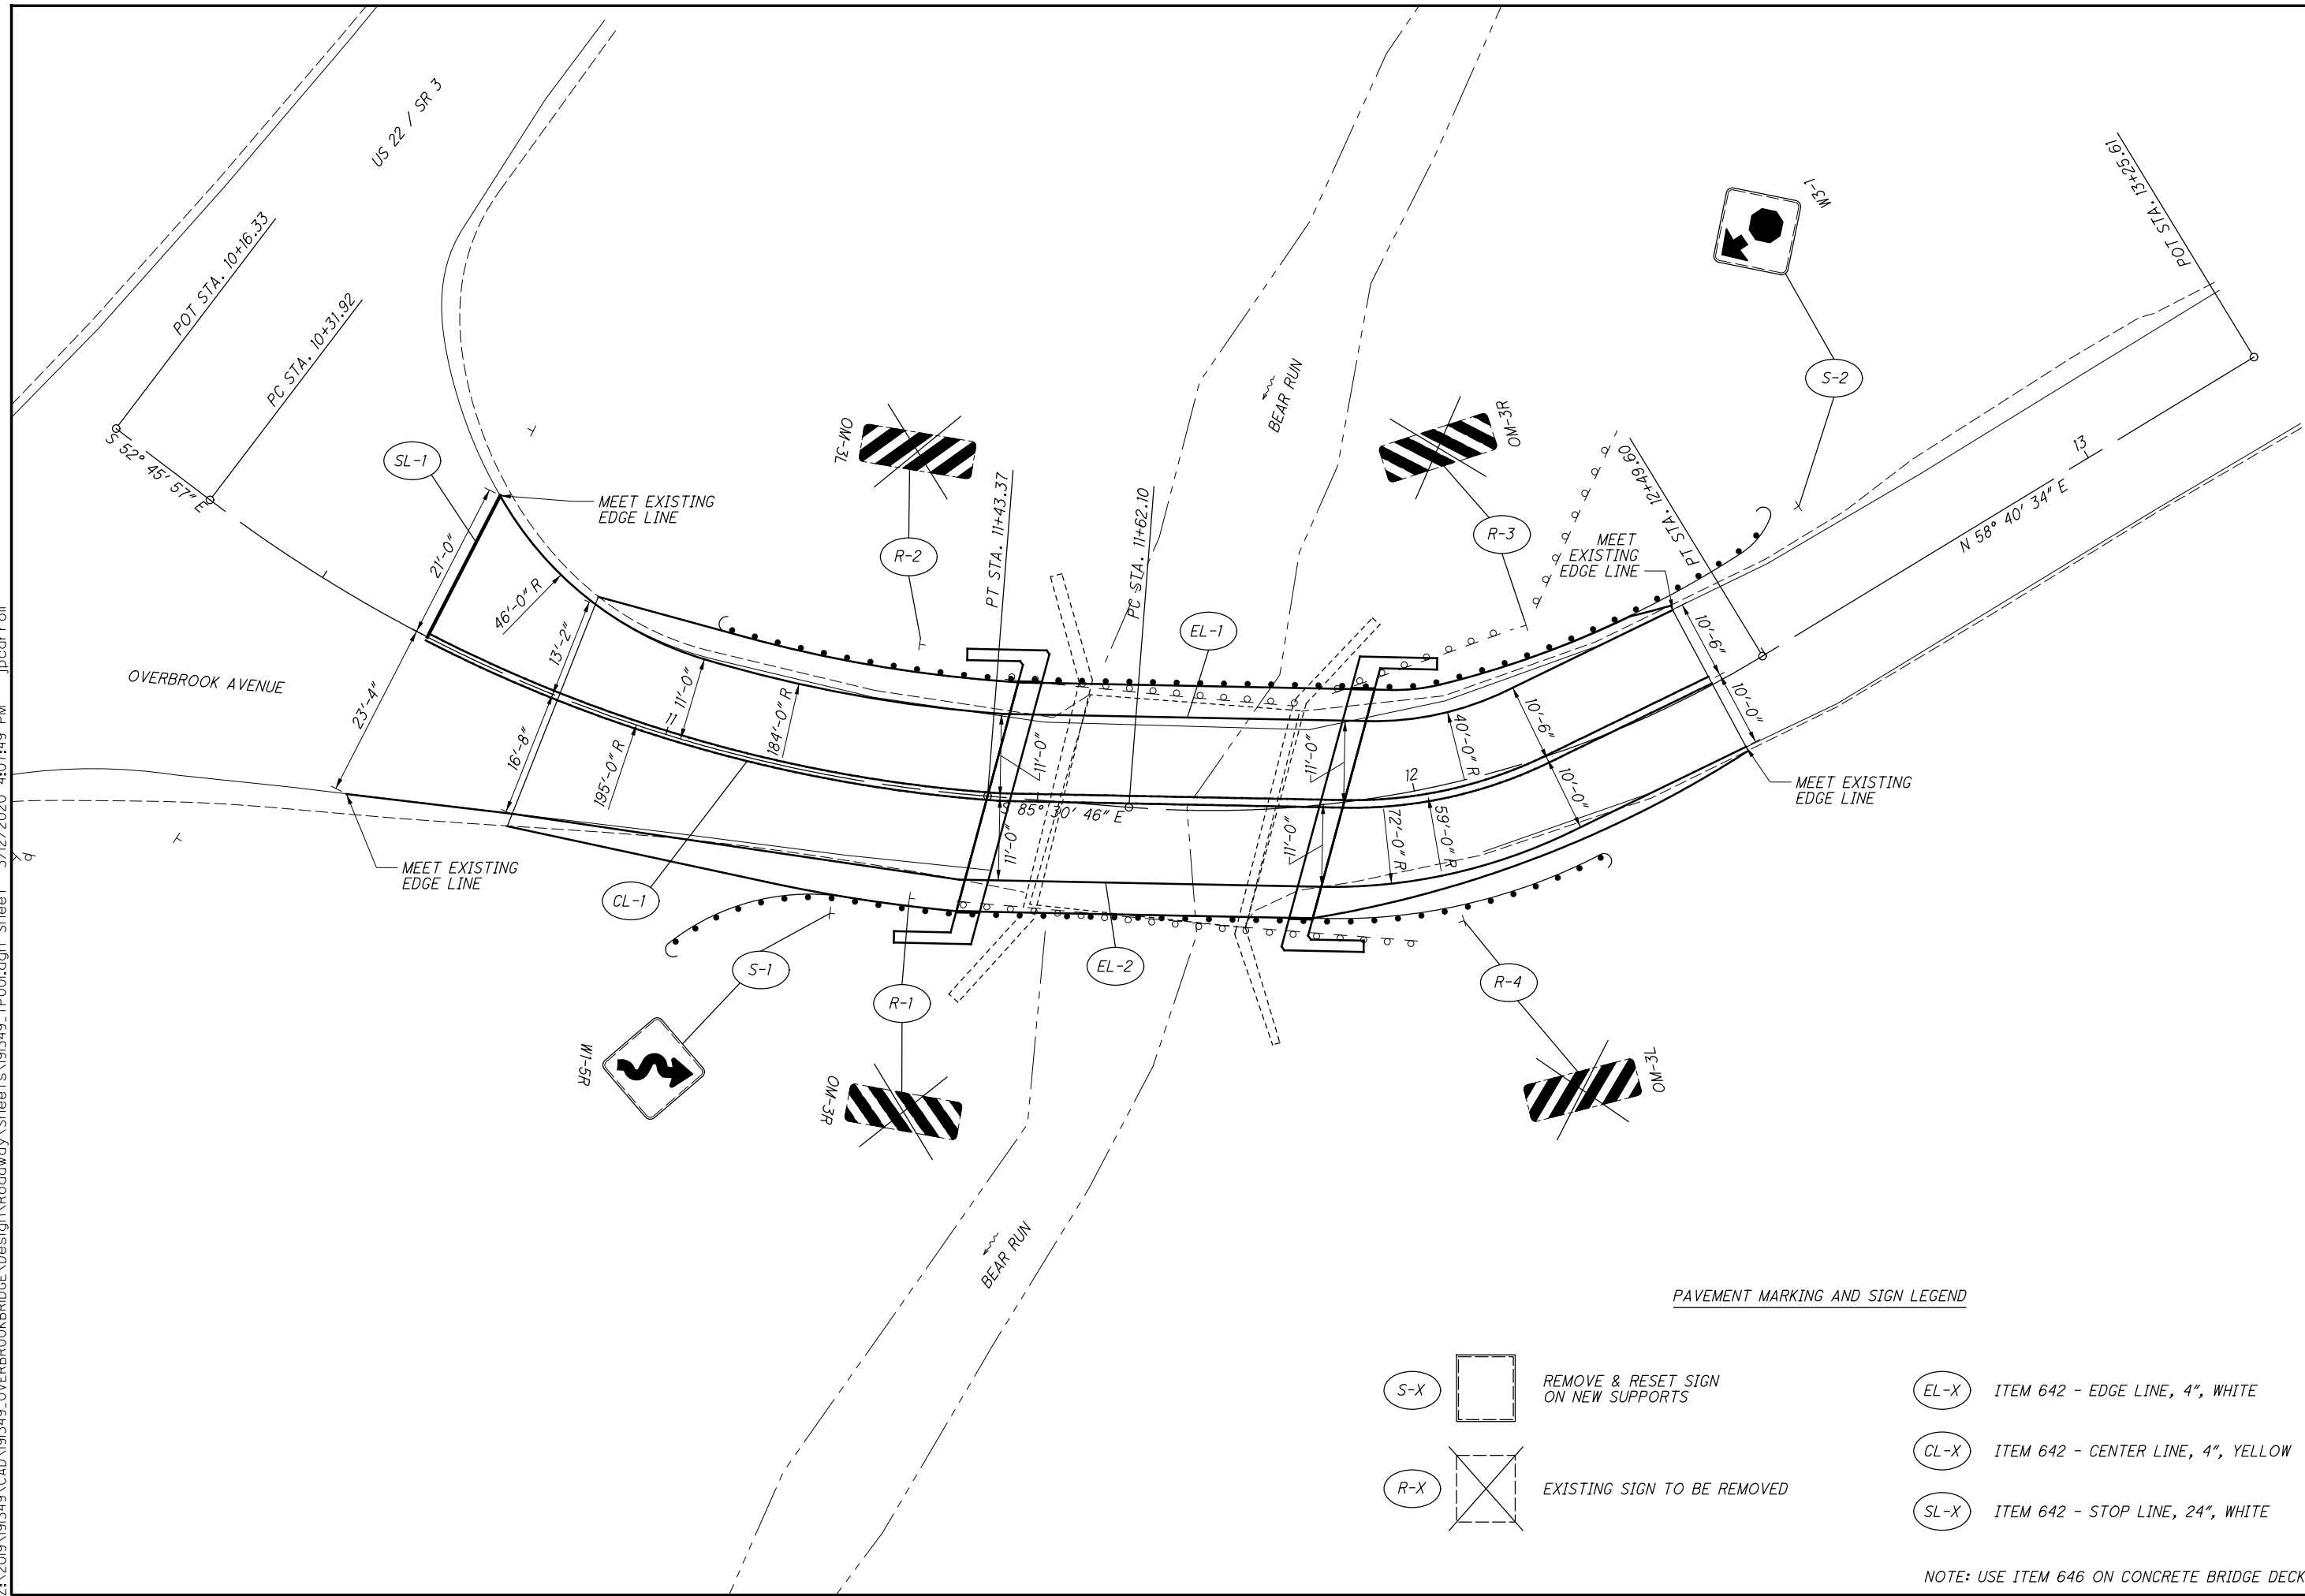 US 22 / SR 3
POT STA. 10+16.33
PC STA. 10+31.92
S 52° 45' 57" E
SL-1
21'-0"
MEET EXISTING
EDGE LINE
46'-0" R
13'-2"
OVERBROOK AVENUE
23'-4"
16'-8"
195'-0" R
11
11'-0"
184'-0" R
MEET EXISTING
EDGE LINE
CL-1
OM-3L
R-2
PT STA. 11+43.37
PC STA. 11+62.10
EL-1
BEAR RUN
OM-3R
R-3
MEET
EXISTING
EDGE LINE
PT STA. 12+49.60
W3-1
S-2
POT STA. 13+25.61
13
N 58° 40' 34" E
10'-9"
10'-0"
11'-0"
11'-0"
S 85° 30' 46" E
11'-0"
11'-0"
12
40'-0" R
10'-6"
10'-0"
72'-0" R
59'-0" R
MEET EXISTING
EDGE LINE
EL-2
S-1
W1-5R
R-1
OM-3R
R-4
OM-3L
BEAR RUN
PAVEMENT MARKING AND SIGN LEGEND
S-X
REMOVE & RESET SIGN
ON NEW SUPPORTS
R-X
EXISTING SIGN TO BE REMOVED
EL-X
ITEM 642 - EDGE LINE, 4", WHITE
CL-X
ITEM 642 - CENTER LINE, 4", YELLOW
SL-X
ITEM 642 - STOP LINE, 24", WHITE
NOTE: USE ITEM 646 ON CONCRETE BRIDGE DECK